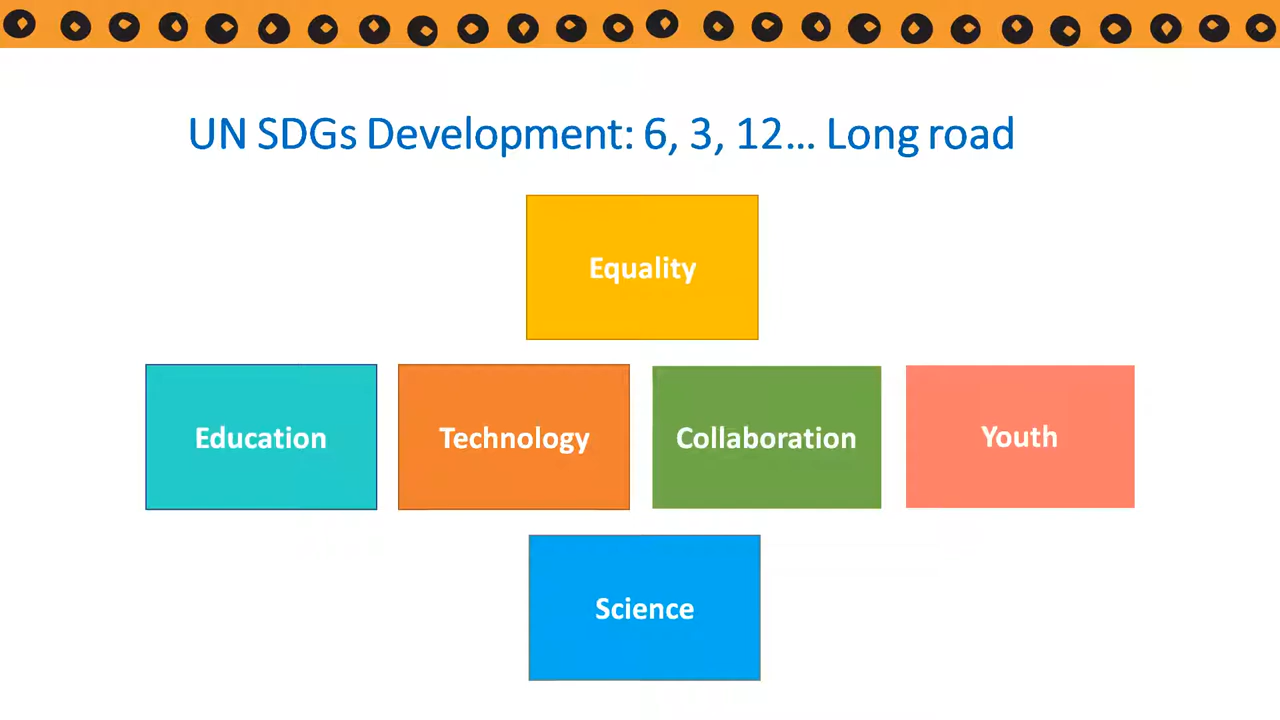 UN SDGs Development: 6, 3, 12... Long road
Equality
Education
Technology
Collaboration
Youth
Science